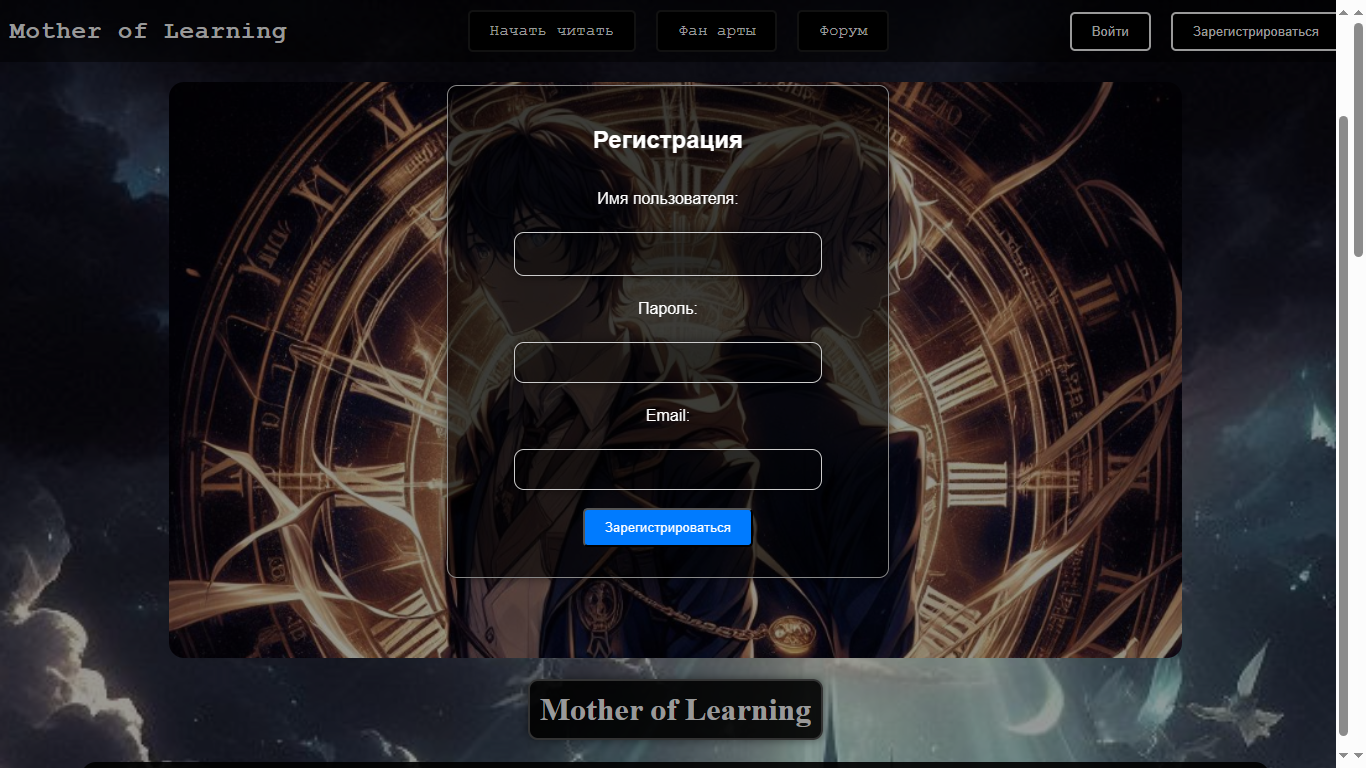 Mother of Learning
Начать читать
Фан арты
Форум
Войти
Зарегистрироваться
Регистрация
Имя пользователя:
Пароль:
Email:
Зарегистрироваться
Mother of Learning